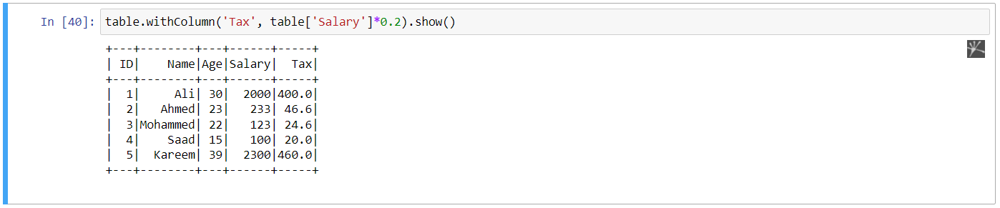 In [40]: table.withColumn('Tax', table['Salary']*0.2).show()
+---+--------+---+------+-----+
| ID|    Name|Age|Salary|  Tax|
+---+--------+---+------+-----+
|  1|     Ali| 30|  2000|400.0|
|  2|   Ahmed| 23|   233| 46.6|
|  3|Mohammed| 22|   123| 24.6|
|  4|    Saad| 15|   100| 20.0|
|  5|  Kareem| 39|  2300|460.0|
+---+--------+---+------+-----+